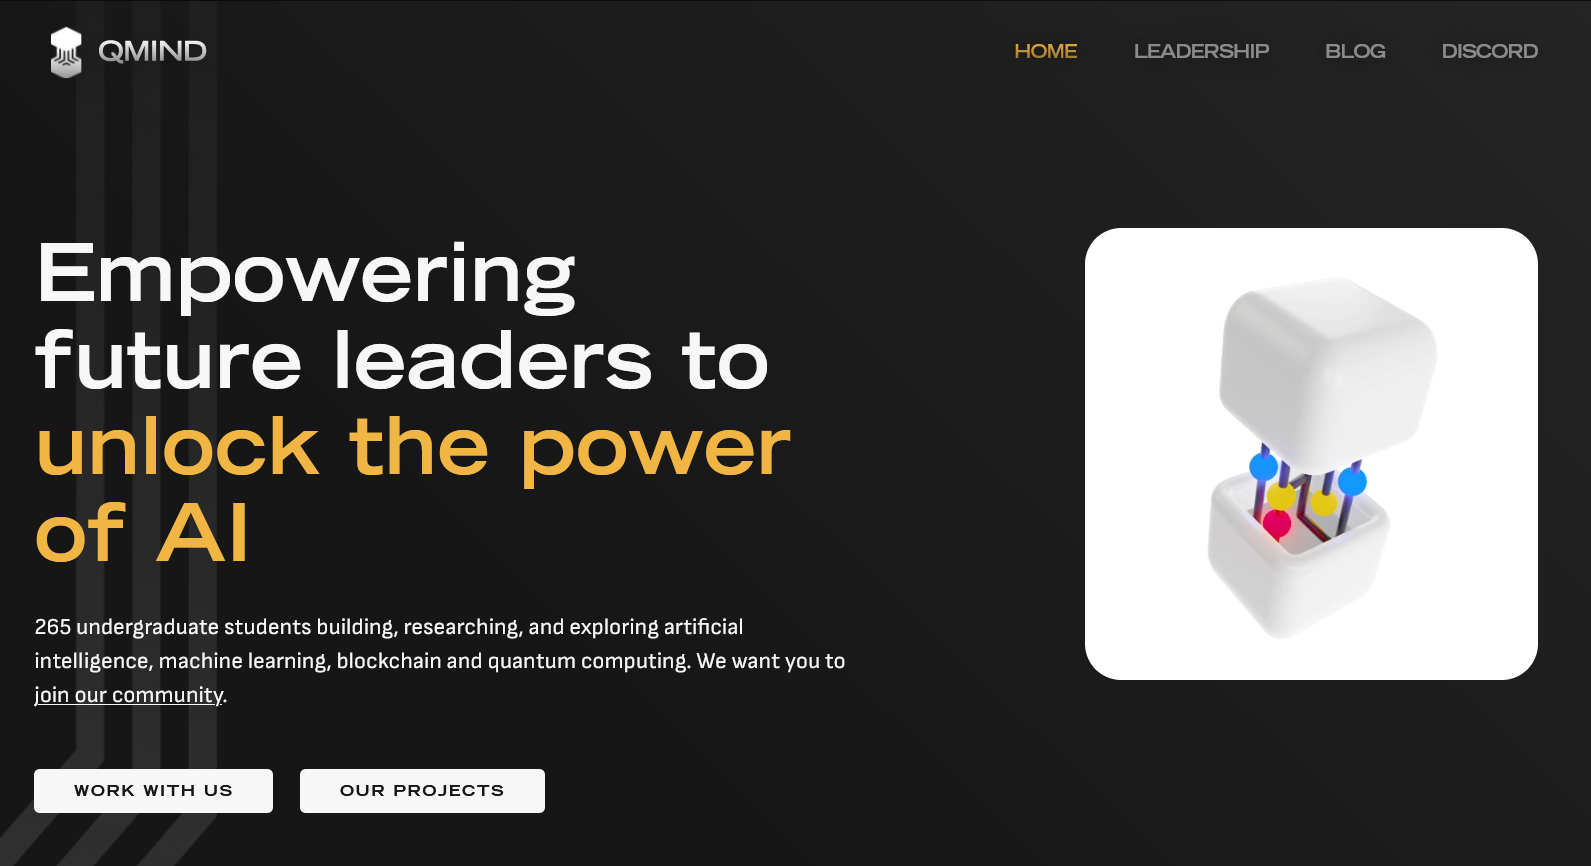 QMIND
HOME
LEADERSHIP
BLOG
DISCORD
Empowering
future leaders to
unlock the power
of AI
265 undergraduate students building, researching, and exploring artificial
intelligence, machine learning, blockchain and quantum computing. We want you to
join our community.
WORK WITH US
OUR PROJECTS